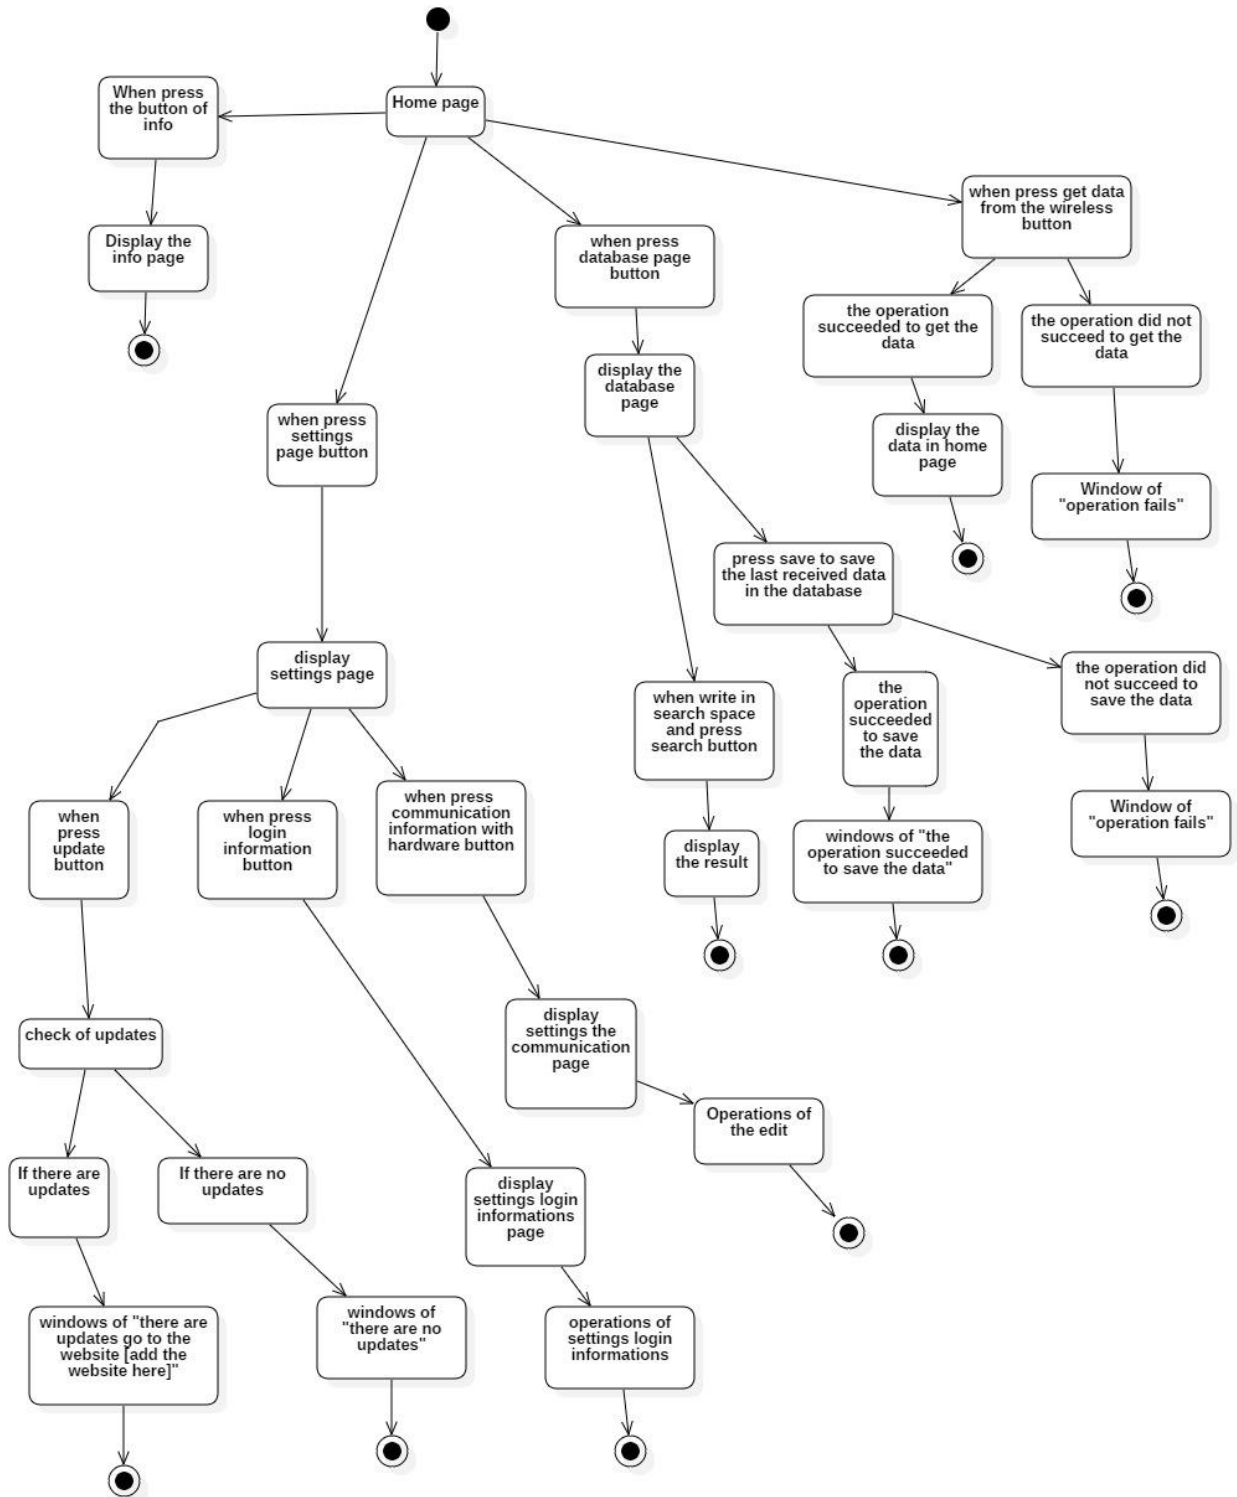 Home page
When press
the button of
info
Display the
info page
when press get data
from the wireless
button
when press
database page
button
the operation
succeeded to get the
data
the operation did not
succeed to get the
data
display the
database
page
when press
settings
page button
display the
data in home
page
Window of
"operation fails"
press save to save
the last received data
in the database
display
settings page
the operation did
not succeed to
save the data
the
operation
succeeded
to save
the data
when write in
search space
and press
search button
when press
communication
information with
hardware button
when
press
update
button
when press
login
information
button
Window of
"operation fails"
windows of "the
operation succeeded
to save the data"
display
the result
display
settings the
communication
page
check of updates
Operations of
the edit
If there are
updates
If there are no
updates
display
settings login
informations
page
windows of
"there are no
updates"
windows of "there are
updates go to the
website [add the
website here]"
operations of
settings login
informations